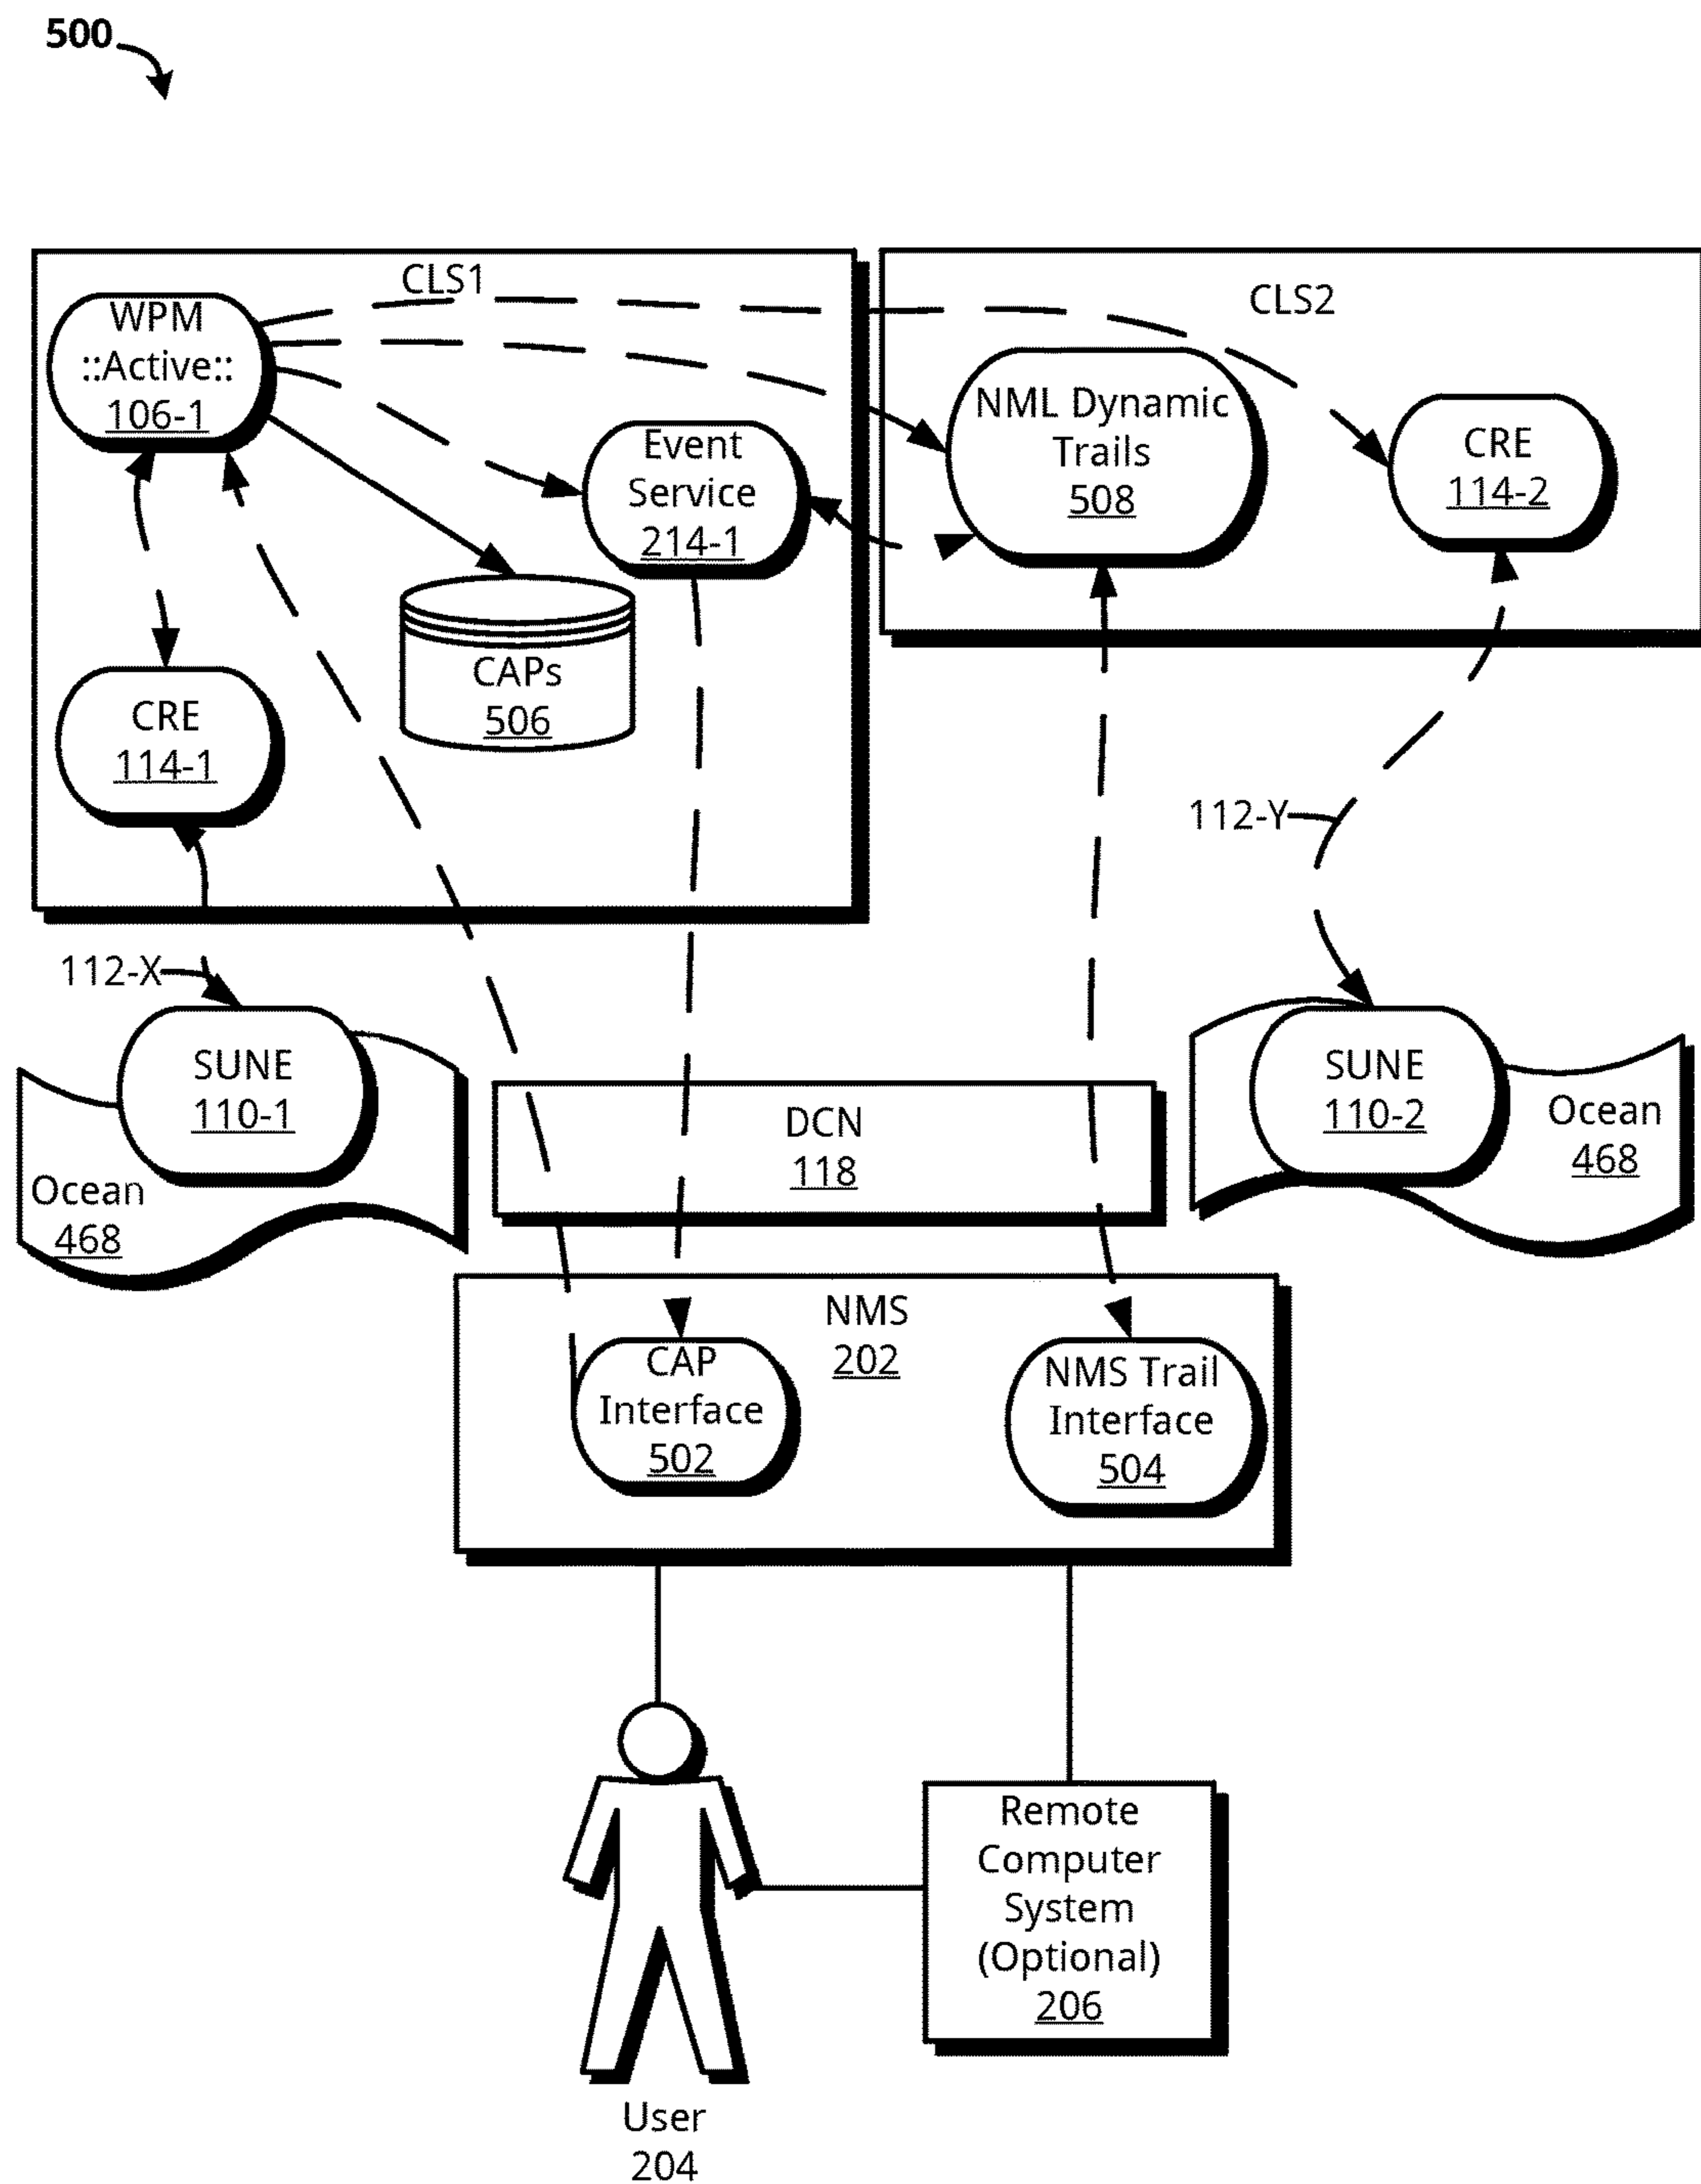 500
CLS1
WPM
::Active::
106-1
Event
Service
214-1
CAPs
506
CRE
114-1
CLS2
NML Dynamic
Trails
508
CRE
114-2
112-Y
112-X
SUNE
110-1
Ocean
468
DCN
118
SUNE
110-2
Ocean
468
NMS
202
CAP
Interface
502
NMS Trail
Interface
504
Remote
Computer
System
(Optional)
206
User
204